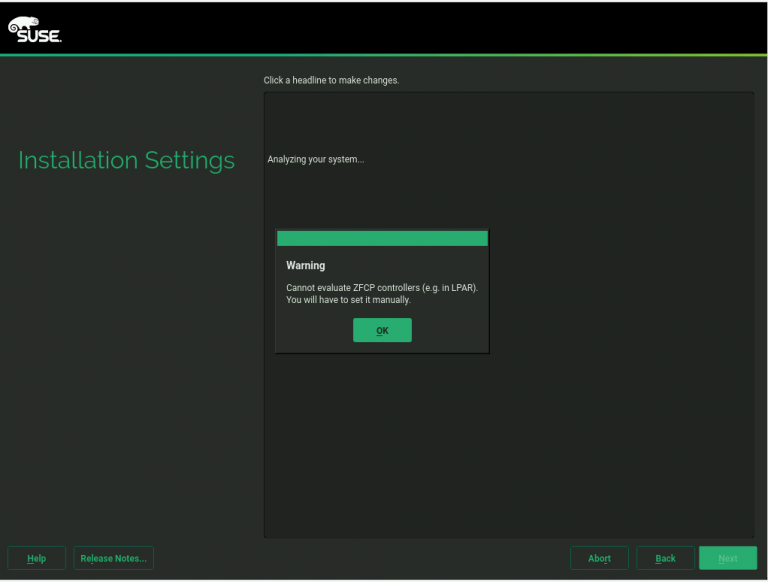 SUSE.
Click a headline to make changes.
Installation Settings
Analyzing your system...
Warning
Cannot evaluate ZFCP controllers (e.g. in LPAR).
You will have to set it manually.
OK
Help
Release Notes...
Abort
Back
Next